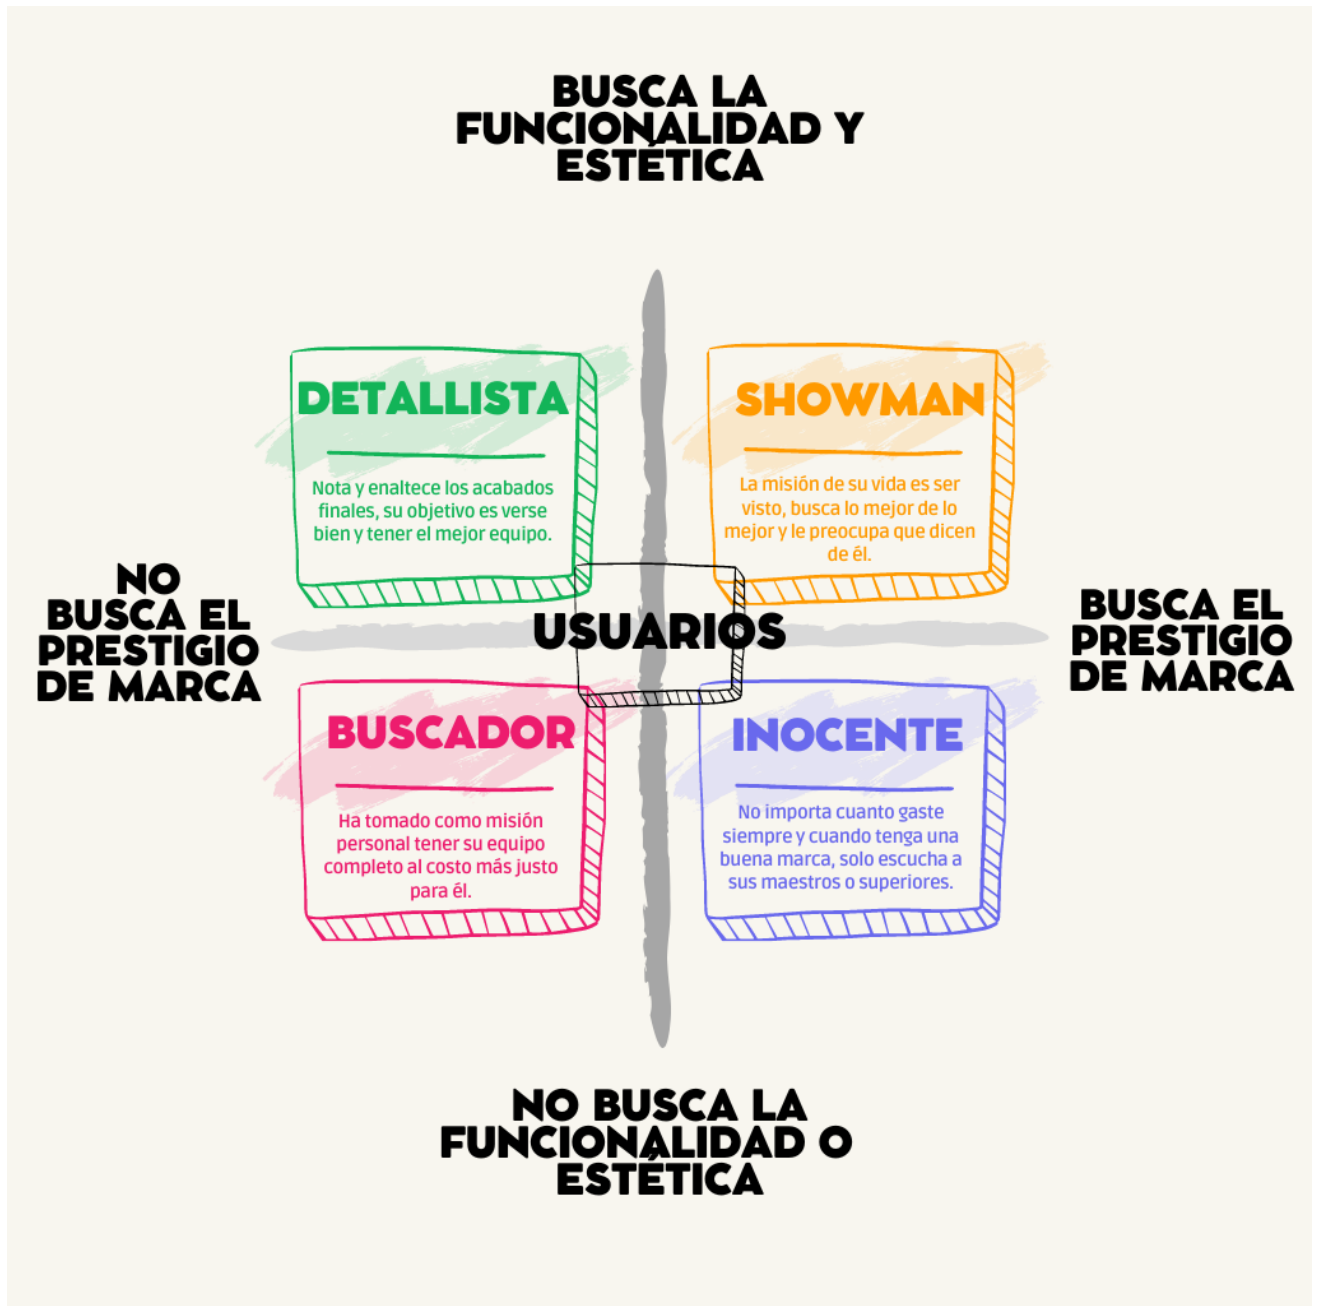 BUSCA LA
FUNCIONALIDAD Y
ESTÉTICA
DETALLISTA
Nota y enaltece los acabados
finales, su objetivo es verse
bien y tener el mejor equipo.
SHOWMAN
La misión de su vida es ser
visto, busca lo mejor de lo
mejor y le preocupa que dicen
de él.
NO
BUSCA EL
PRESTIGIO
DE MARCA
USUARIOS
BUSCA EL
PRESTIGIO
DE MARCA
BUSCADOR
Ha tomado como misión
personal tener su equipo
completo al costo más justo
para él.
INOCENTE
No importa cuanto gaste
siempre y cuando tenga una
buena marca, solo escucha a
sus maestros o superiores.
NO BUSCA LA
FUNCIONALIDAD O
ESTÉTICA